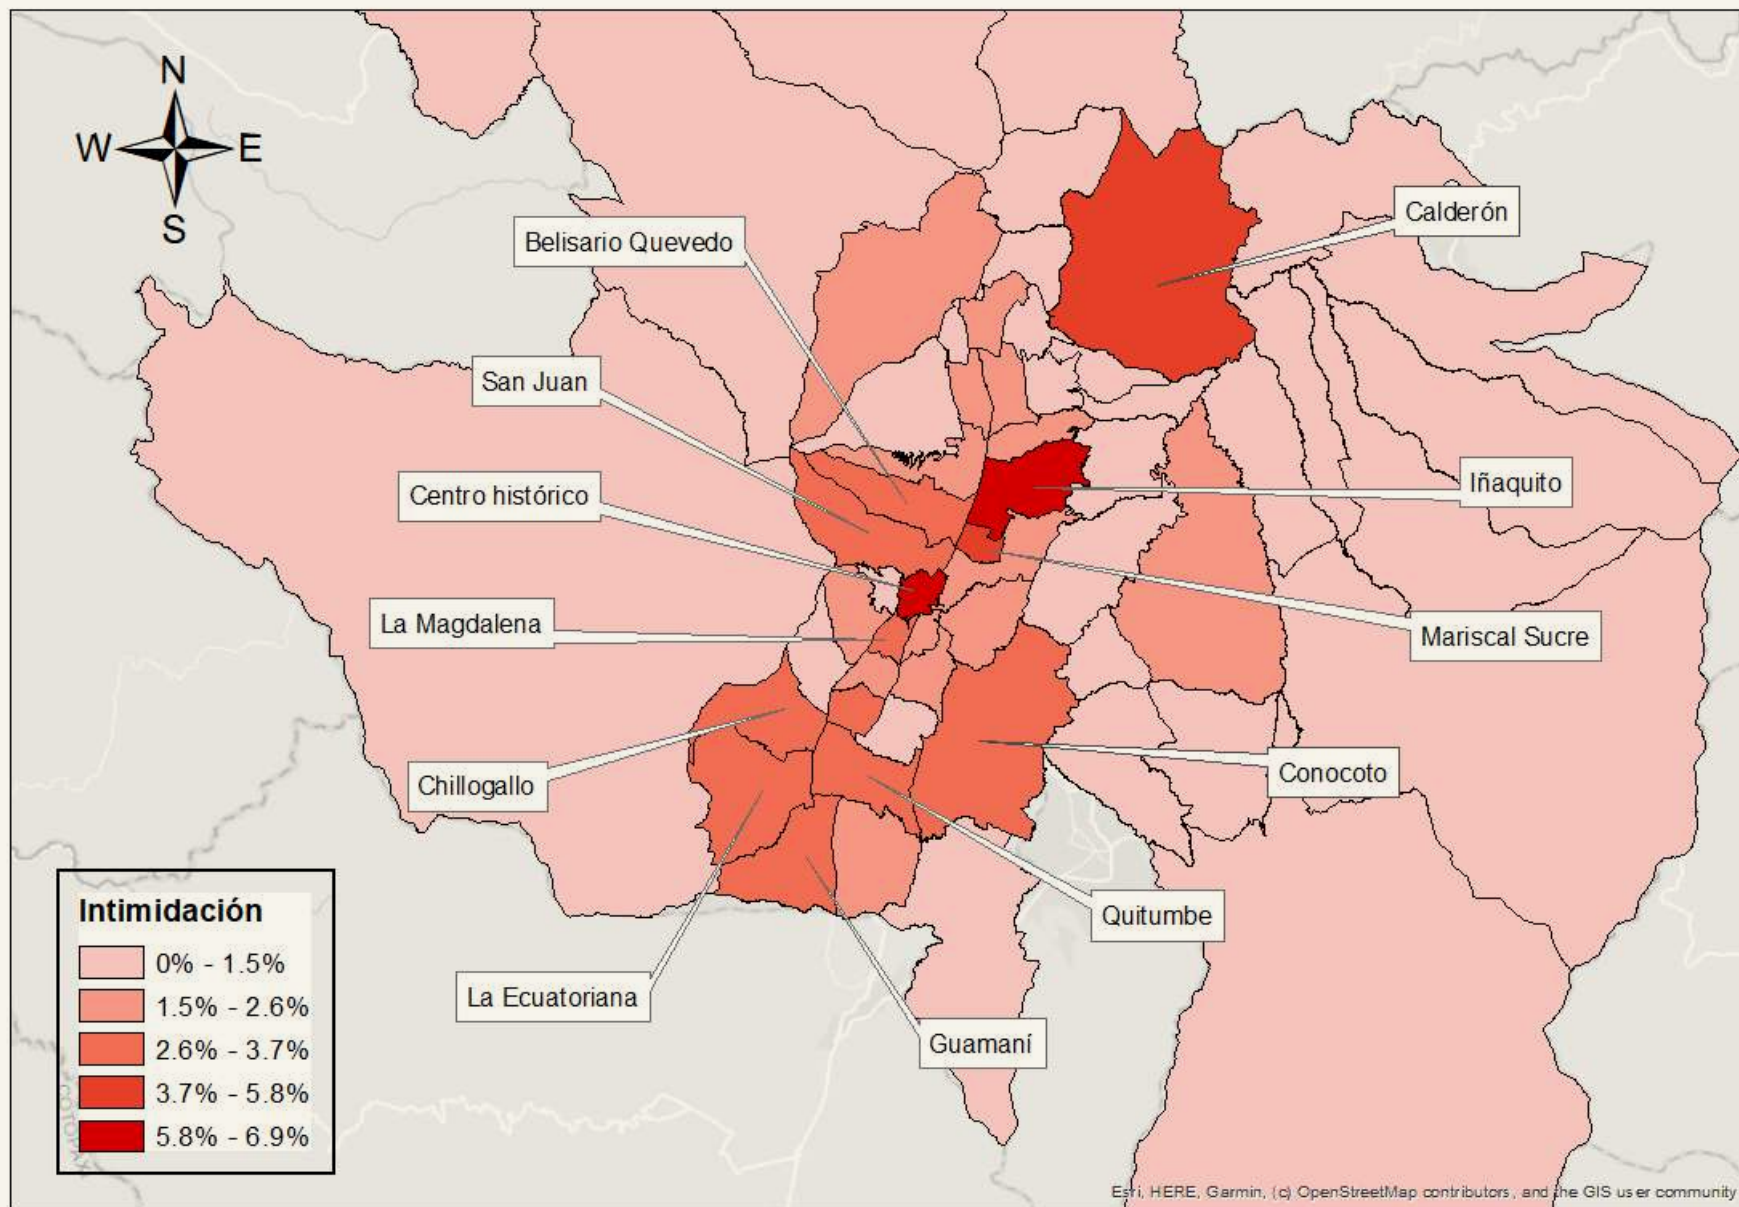 N
W
E
S
Calderón
Belisario Quevedo
San Juan
Centro histórico
Iñaquito
La Magdalena
Mariscal Sucre
Chillogallo
Conocoto
Quitumbe
La Ecuatoriana
Guamaní
Intimidación
0% - 1.5%
1.5% - 2.6%
2.6% - 3.7%
3.7% - 5.8%
5.8% - 6.9%
Esri, HERE, Garmin, (c) OpenStreetMap contributors, and the GIS user community